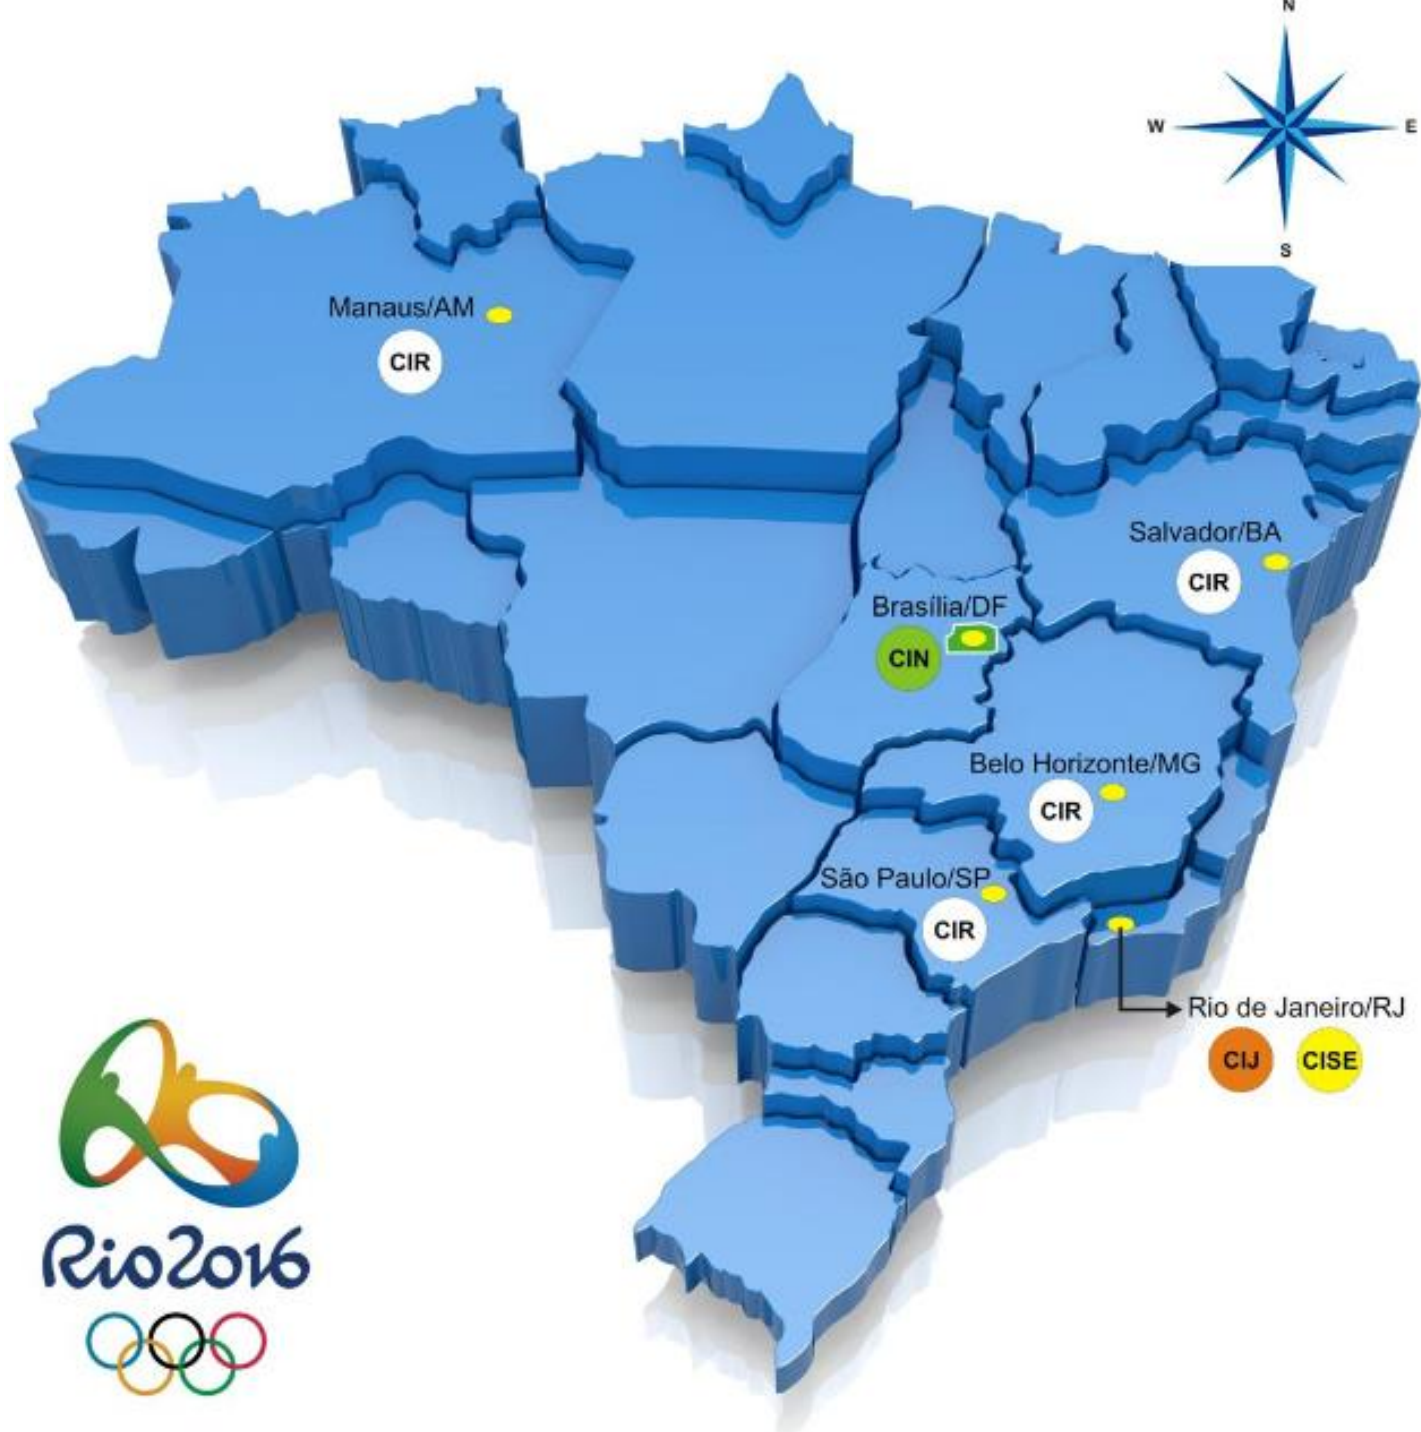 N
W
E
S
Manaus/AM
CIR
Salvador/BA
CIR
Brasília/DF
CIN
Belo Horizonte/MG
CIR
São Paulo/SP
CIR
Rio de Janeiro/RJ
CIJ
CISE
Rio2016